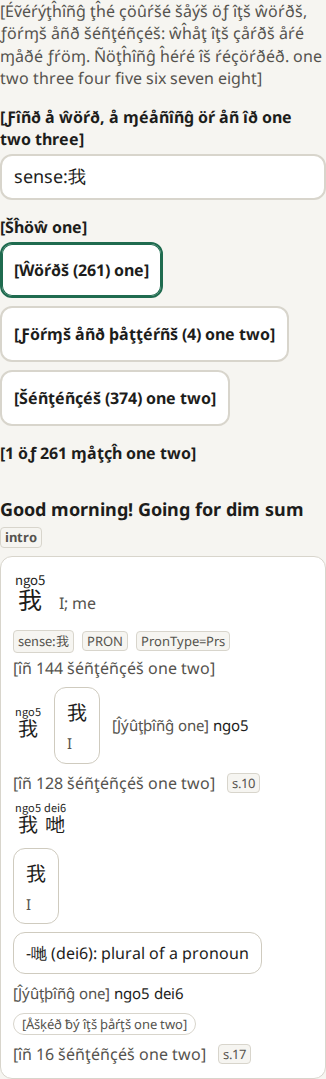 [Éṽéŕýţĥîñĝ ţĥé çöûŕšé šåýš öƒ îţš ŵöŕðš,
ƒöŕɱš åñð šéñţéñçéš: ŵĥåţ îţš çåŕðš åŕé
ɱåðé ƒŕöɱ. Ñöţĥîñĝ ĥéŕé îš ŕéçöŕðéð. one
two three four five six seven eight]
[Ƒîñð å ŵöŕð, å ɱéåñîñĝ öŕ åñ îð one
two three]
sense:我
[Šĥöŵ one]
[Ŵöŕðš (261) one]
[Ƒöŕɱš åñð þåţţéŕñš (4) one two]
[Šéñţéñçéš (374) one two]
[1 öƒ 261 ɱåţçĥ one two]
Good morning! Going for dim sum
intro
ngo5
我 I; me
sense:我 PRON PronType=Prs
[îñ 144 šéñţéñçéš one two]
ngo5
我 我 I [Ĵýûţþîñĝ one] ngo5
[îñ 128 šéñţéñçéš one two] s.10
ngo5 dei6
我 哋
我
I
-哋 (dei6): plural of a pronoun
[Ĵýûţþîñĝ one] ngo5 dei6
[Åšķéð ƀý îţš þåŕţš one two]
[îñ 16 šéñţéñçéš one two] s.17